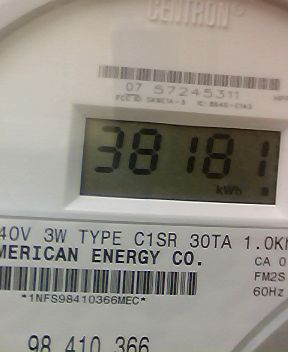 CENTRON®
07 57245311
38181
kWh
40V 3W TYPE C1SR 30TA 1.0K
MERICAN ENERGY CO.
CA 0
FM2S
60Hz
*1NFS98410366MEC*
98 410 366